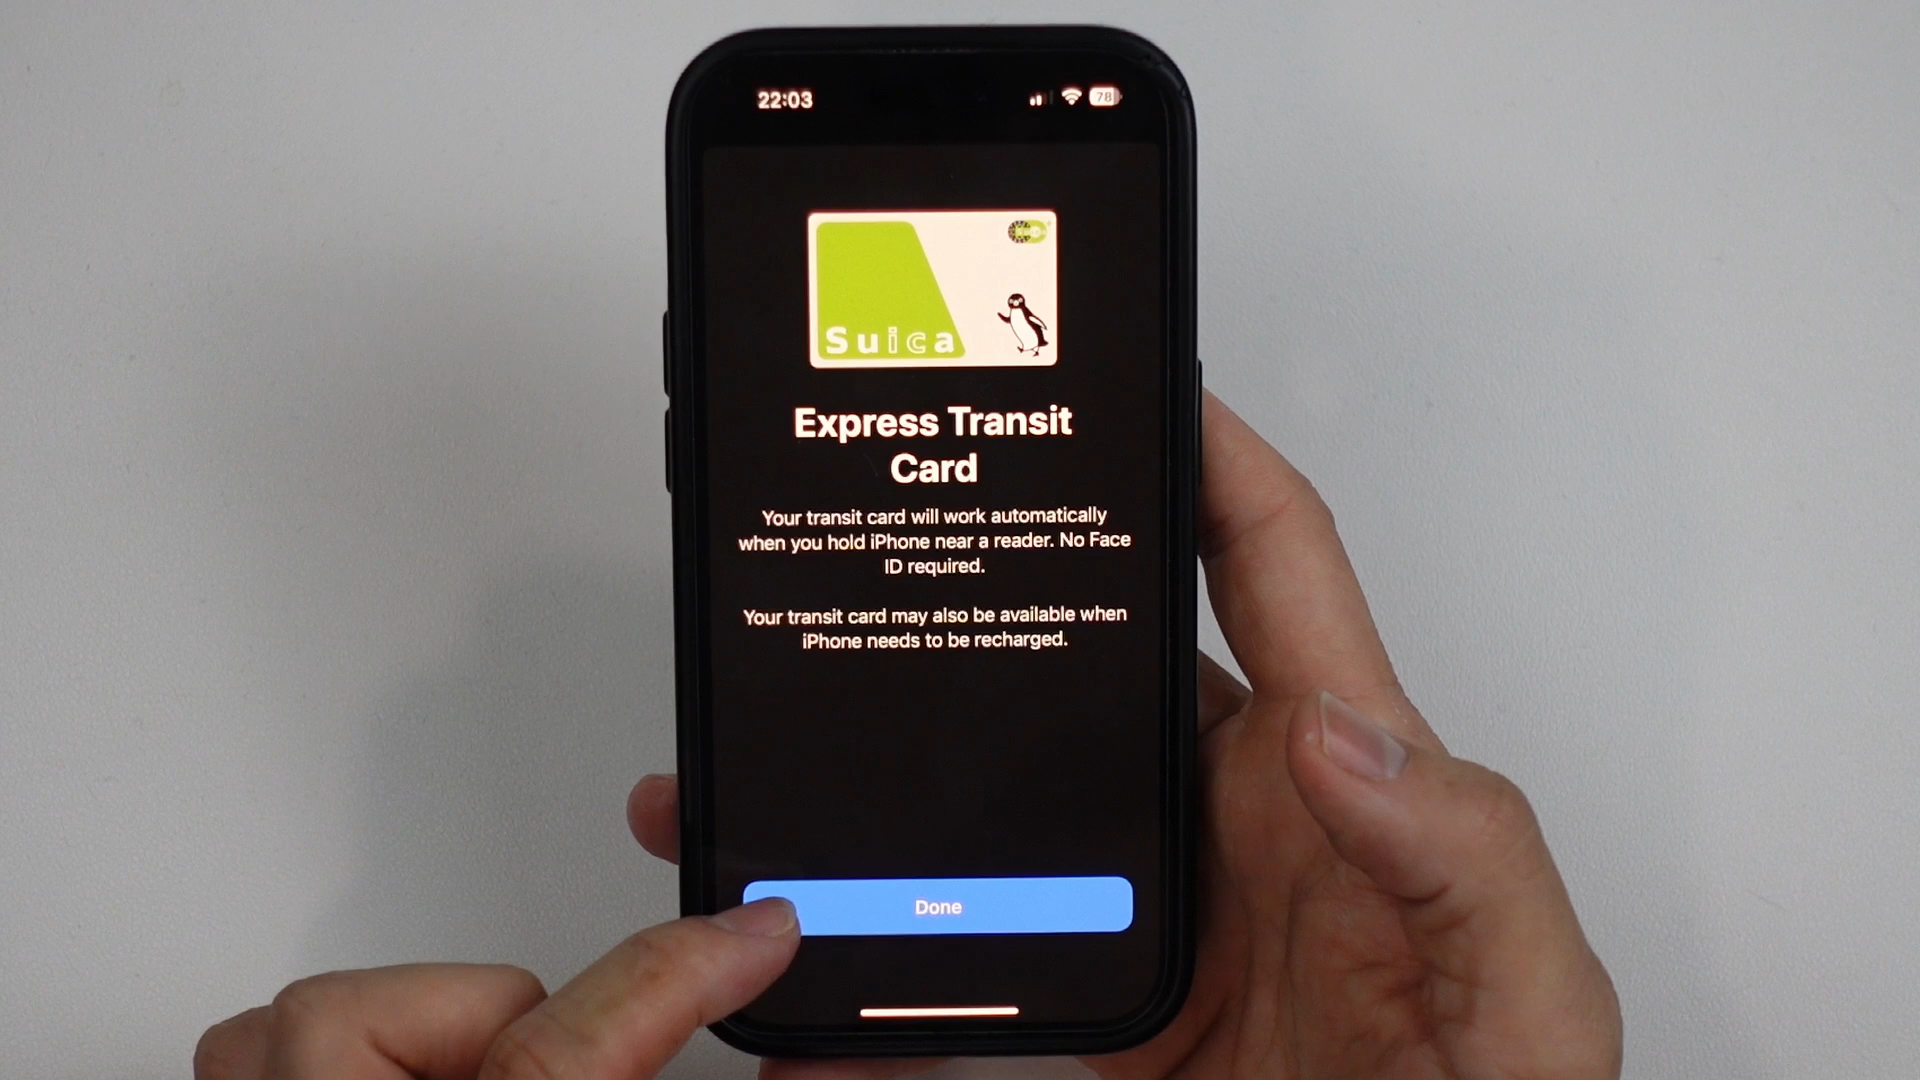 22:03
78
Suica
Express Transit
Card
Your transit card will work automatically
when you hold iPhone near a reader. No Face
ID required.
Your transit card may also be available when
iPhone needs to be recharged.
Done